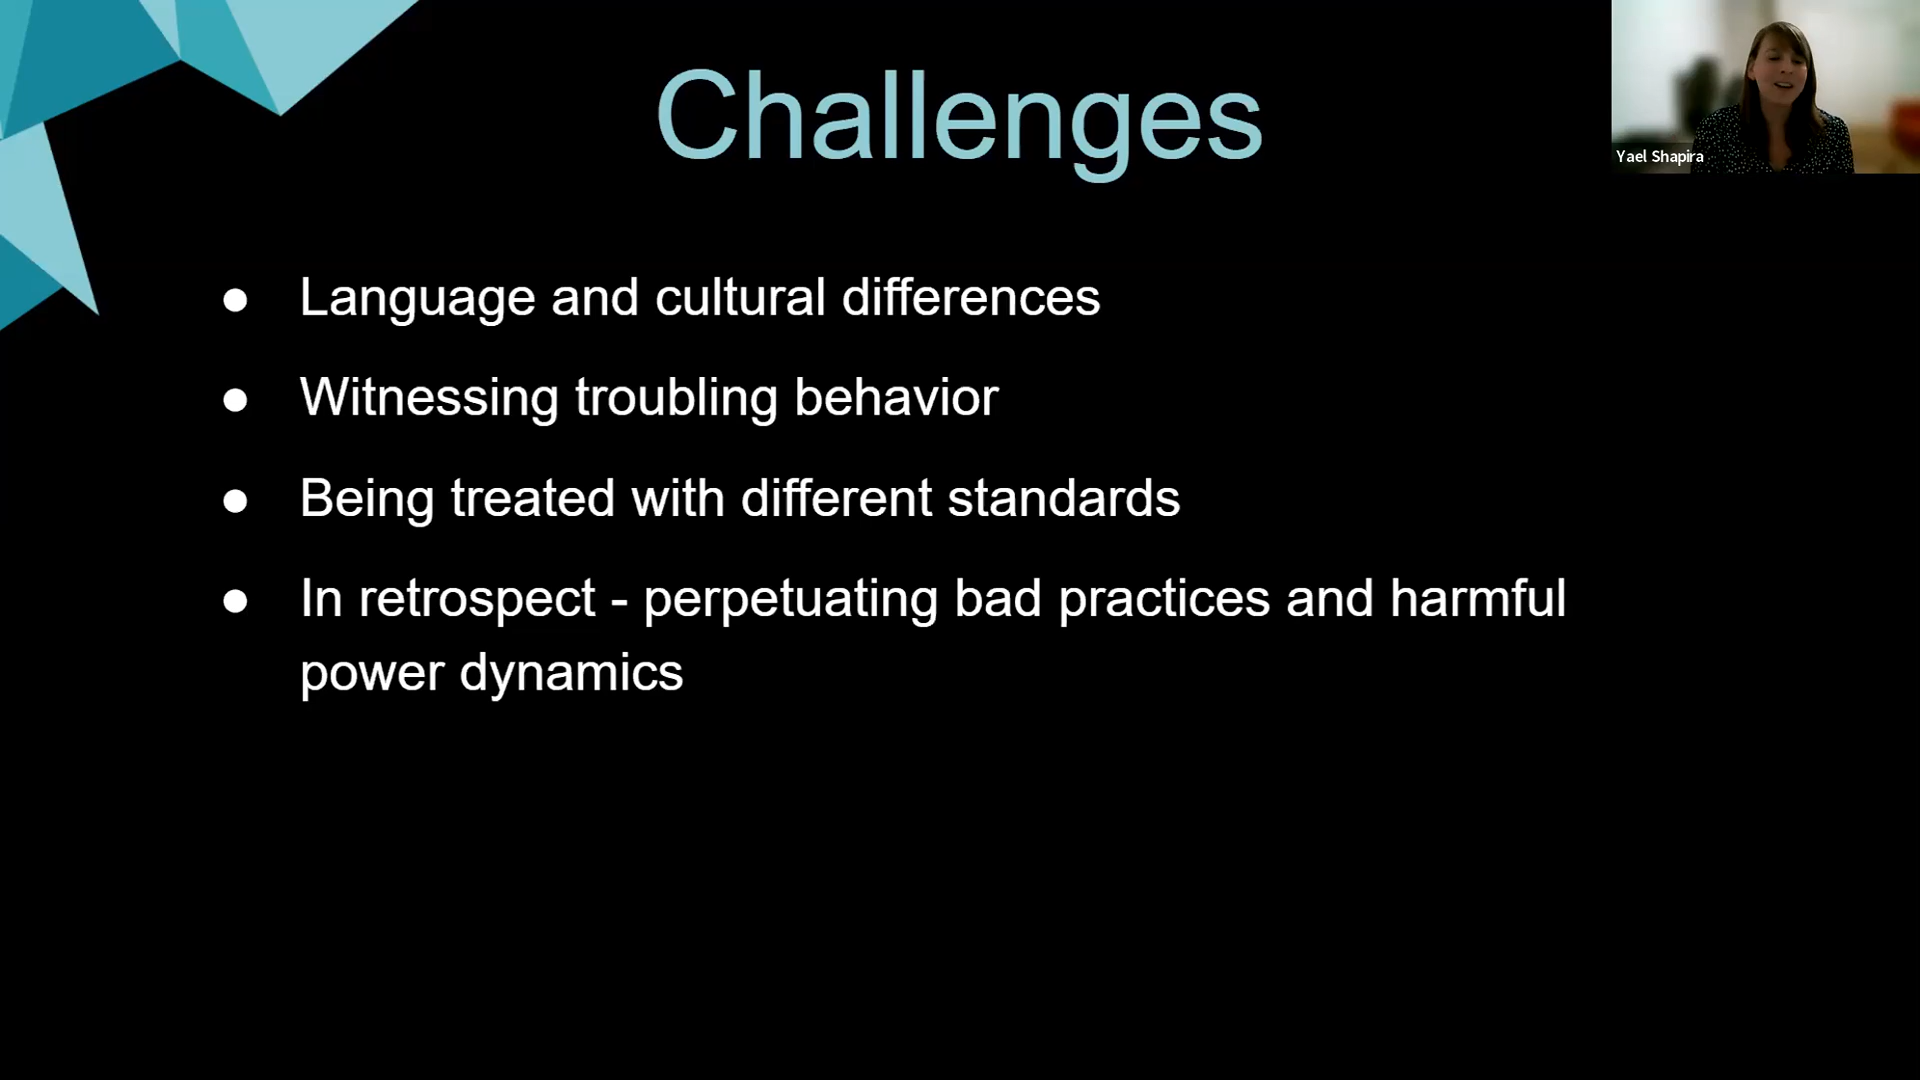 Challenges
Yael Shapira
● Language and cultural differences
● Witnessing troubling behavior
● Being treated with different standards
● In retrospect - perpetuating bad practices and harmful
power dynamics